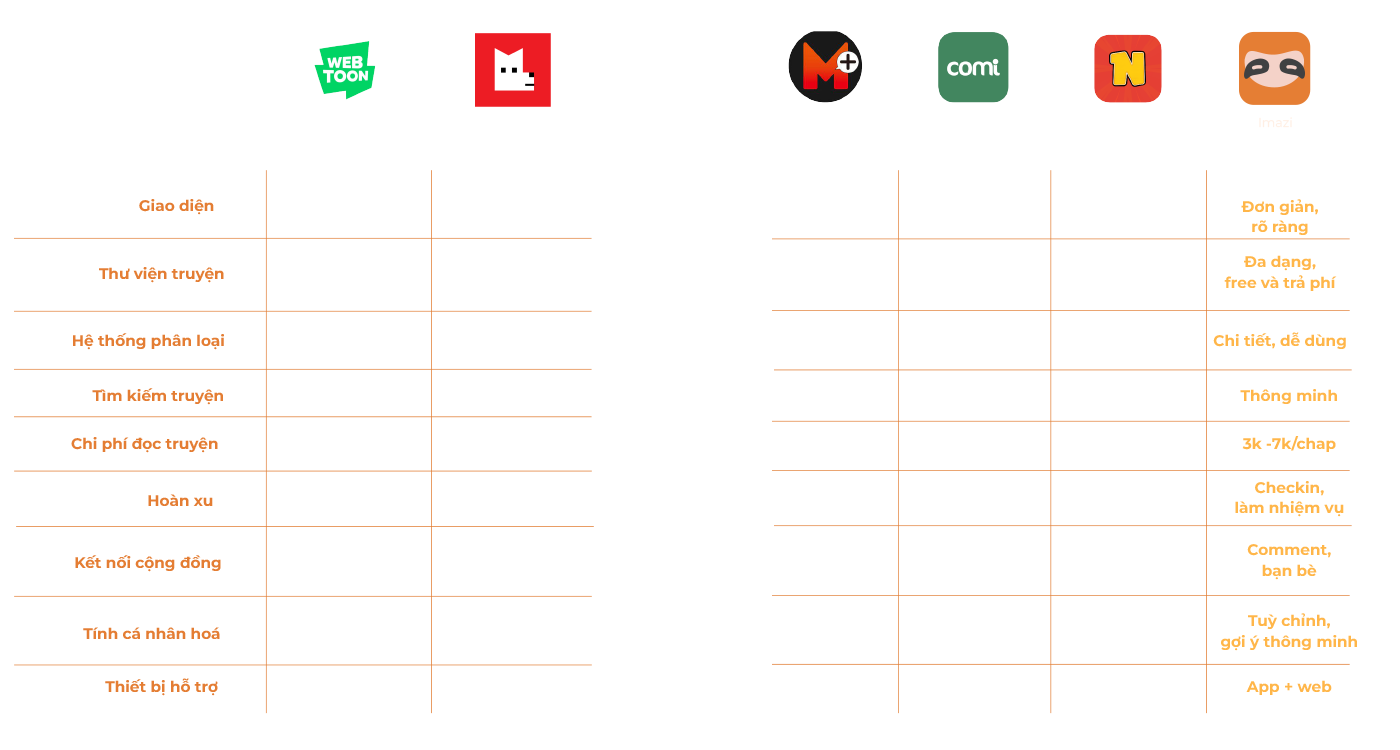 WEB
TOON
M+
comi
N
Imazi
Giao diện
Đơn giản,
rõ ràng
Thư viện truyện
Đa dạng,
free và trả phí
Hệ thống phân loại
Chi tiết, dễ dùng
Tìm kiếm truyện
Thông minh
Chi phí đọc truyện
3k -7k/chap
Hoàn xu
Checkin,
làm nhiệm vụ
Kết nối cộng đồng
Comment,
bạn bè
Tính cá nhân hoá
Tuỳ chỉnh,
gợi ý thông minh
Thiết bị hỗ trợ
App + web